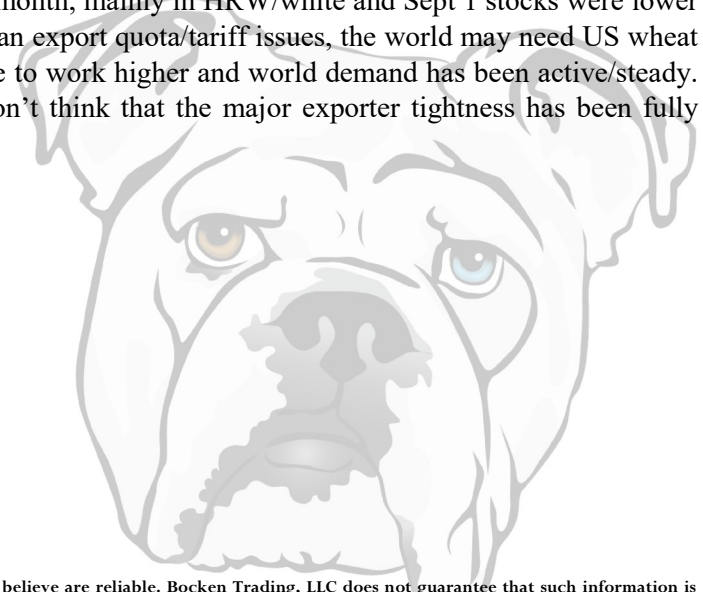 month, mainly in HRW/white and Sept 1 stocks were lower
an export quota/tariff issues, the world may need US wheat
e to work higher and world demand has been active/steady.
on't think that the major exporter tightness has been fully
believe are reliable. Bocken Trading, LLC does not guarantee that such information is